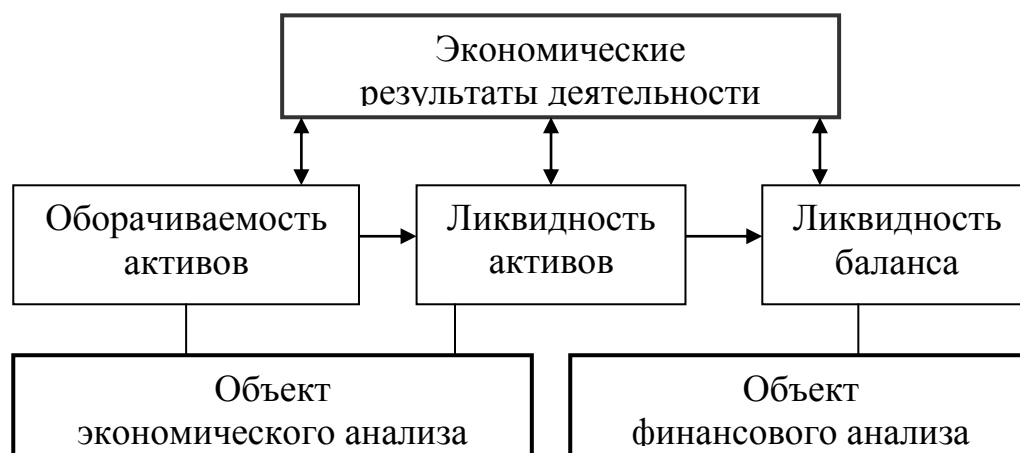 Экономические
результаты деятельности
Оборачиваемость
активов
Ликвидность
активов
Ликвидность
баланса
Объект
экономического анализа
Объект
финансового анализа